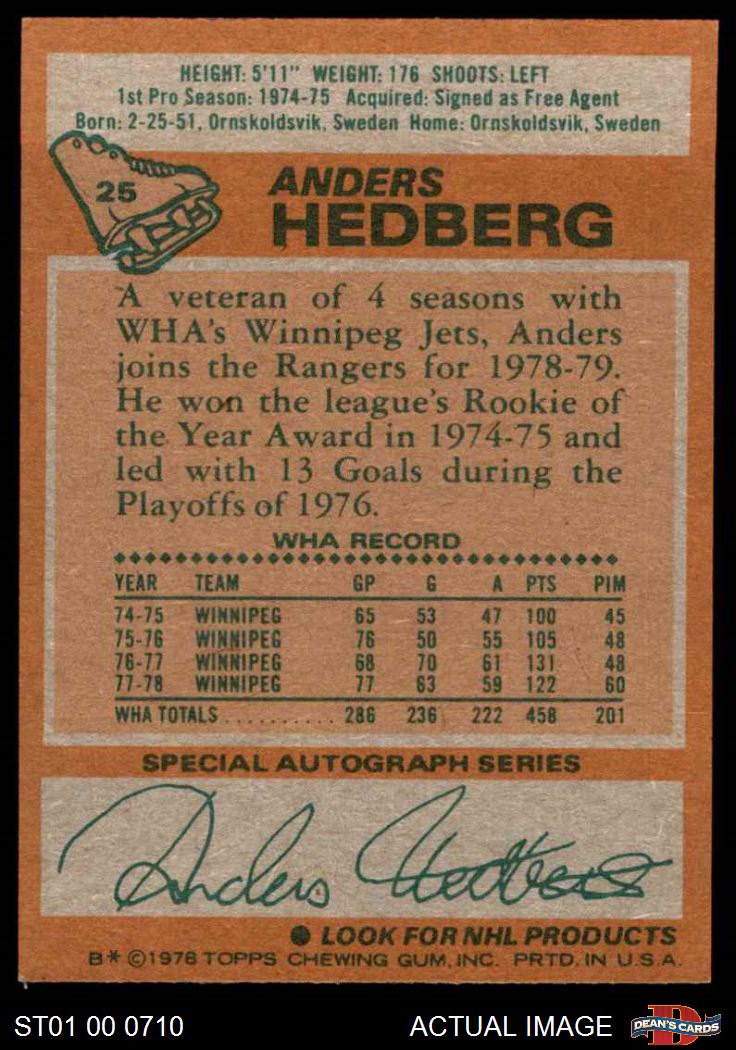 HEIGHT: 5'11" WEIGHT: 176 SHOOTS: LEFT
1st Pro Season: 1974-75 Acquired: Signed as Free Agent
Born: 2-25-51, Ornskoldsvik, Sweden Home: Ornskoldsvik, Sweden
25
ANDERS
HEDBERG
A veteran of 4 seasons with
WHA's Winnipeg Jets, Anders
joins the Rangers for 1978-79.
He won the league's Rookie of
the Year Award in 1974-75 and
led with 13 Goals during the
Playoffs of 1976.
WHA RECORD
YEAR TEAM GP G A PTS PIM
74-75 WINNIPEG 65 53 47 100 45
75-76 WINNIPEG 76 50 55 105 48
76-77 WINNIPEG 68 70 61 131 48
77-78 WINNIPEG 77 63 59 122 60
WHA TOTALS .......... 286 236 222 458 201
SPECIAL AUTOGRAPH SERIES
Anders Hedberg
● LOOK FOR NHL PRODUCTS
B* ©1978 TOPPS CHEWING GUM, INC. PRTD. IN U.S.A.
ST01 00 0710 ACTUAL IMAGE DEAN'S CARDS